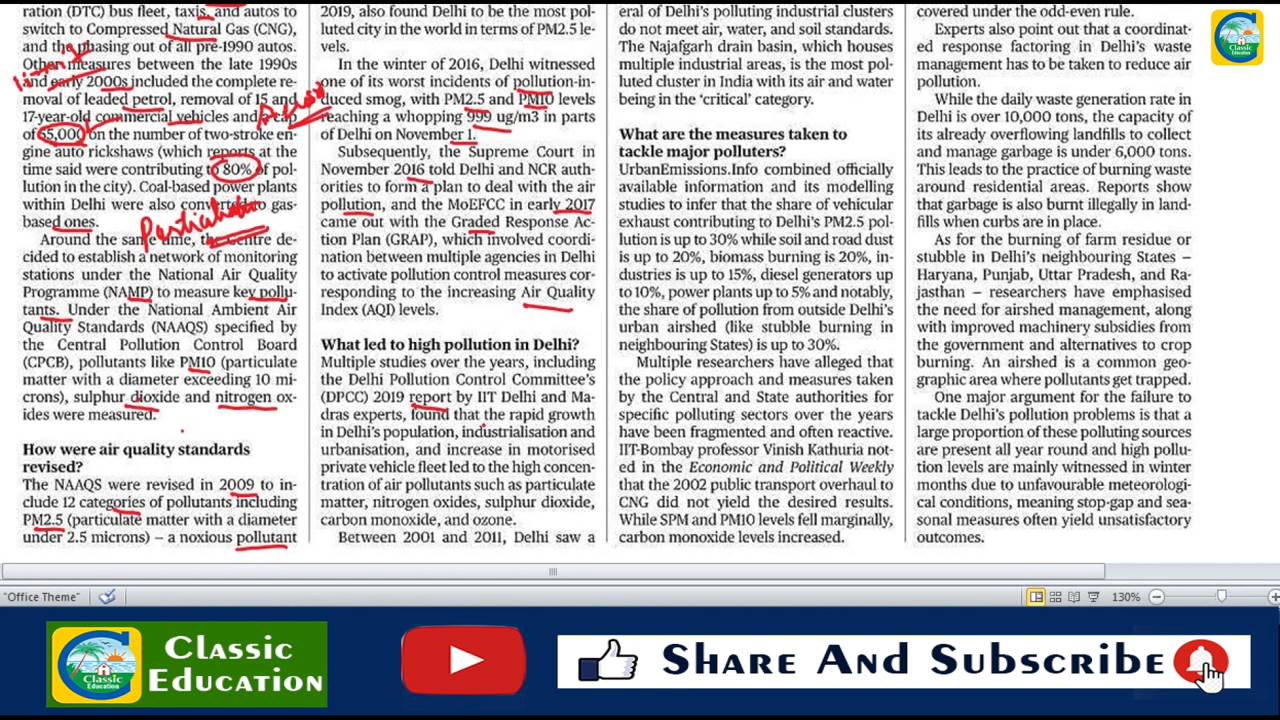 ration (DTC) bus fleet, taxis, and autos to
switch to Compressed Natural Gas (CNG),
and the phasing out of all pre-1990 autos.
Other measures between the late 1990s
and early 2000s included the complete re-
moval of leaded petrol, removal of 15 and
17-year-old commercial vehicles and a cap
of 55,000 on the number of two-stroke en-
gine auto rickshaws (which reports at the
time said were contributing to 80% of pol-
lution in the city). Coal-based power plants
within Delhi were also converted to gas-
based ones.
Around the same time, the Centre de-
cided to establish a network of monitoring
stations under the National Air Quality
Programme (NAMP) to measure key pollu-
tants. Under the National Ambient Air
Quality Standards (NAAQS) specified by
the Central Pollution Control Board
(CPCB), pollutants like PM10 (particulate
matter with a diameter exceeding 10 mi-
crons), sulphur dioxide and nitrogen ox-
ides were measured.
How were air quality standards
revised?
The NAAQS were revised in 2009 to in-
clude 12 categories of pollutants including
PM2.5 (particulate matter with a diameter
under 2.5 microns) – a noxious pollutant
2019, also found Delhi to be the most pol-
luted city in the world in terms of PM2.5 le-
vels.
In the winter of 2016, Delhi witnessed
one of its worst incidents of pollution-in-
duced smog, with PM2.5 and PM10 levels
reaching a whopping 999 ug/m3 in parts
of Delhi on November 1.
Subsequently, the Supreme Court in
November 2016 told Delhi and NCR auth-
orities to form a plan to deal with the air
pollution, and the MoEFCC in early 2017
came out with the Graded Response Ac-
tion Plan (GRAP), which involved coordi-
nation between multiple agencies in Delhi
to activate pollution control measures cor-
responding to the increasing Air Quality
Index (AQI) levels.
What led to high pollution in Delhi?
Multiple studies over the years, including
the Delhi Pollution Control Committee's
(DPCC) 2019 report by IIT Delhi and Ma-
dras experts, found that the rapid growth
in Delhi's population, industrialisation and
urbanisation, and increase in motorised
private vehicle fleet led to the high concen-
tration of air pollutants such as particulate
matter, nitrogen oxides, sulphur dioxide,
carbon monoxide, and ozone.
Between 2001 and 2011, Delhi saw a
eral of Delhi's polluting industrial clusters
do not meet air, water, and soil standards.
The Najafgarh drain basin, which houses
multiple industrial areas, is the most pol-
luted cluster in India with its air and water
being in the 'critical' category.
What are the measures taken to
tackle major polluters?
UrbanEmissions.Info combined officially
available information and its modelling
studies to infer that the share of vehicular
exhaust contributing to Delhi's PM2.5 pol-
lution is up to 30% while soil and road dust
is up to 20%, biomass burning is 20%, in-
dustries is up to 15%, diesel generators up
to 10%, power plants up to 5% and notably,
the share of pollution from outside Delhi's
urban airshed (like stubble burning in
neighbouring States) is up to 30%.
Multiple researchers have alleged that
the policy approach and measures taken
by the Central and State authorities for
specific polluting sectors over the years
have been fragmented and often reactive.
IIT-Bombay professor Vinish Kathuria not-
ed in the Economic and Political Weekly
that the 2002 public transport overhaul to
CNG did not yield the desired results.
While SPM and PM10 levels fell marginally,
carbon monoxide levels increased.
covered under the odd-even rule.
Experts also point out that a coordinat-
ed response factoring in Delhi's waste
management has to be taken to reduce air
pollution.
While the daily waste generation rate in
Delhi is over 10,000 tons, the capacity of
its already overflowing landfills to collect
and manage garbage is under 6,000 tons.
This leads to the practice of burning waste
around residential areas. Reports show
that garbage is also burnt illegally in land-
fills when curbs are in place.
As for the burning of farm residue or
stubble in Delhi's neighbouring States –
Haryana, Punjab, Uttar Pradesh, and Ra-
jasthan – researchers have emphasised
the need for airshed management, along
with improved machinery subsidies from
the government and alternatives to crop
burning. An airshed is a common geo-
graphic area where pollutants get trapped.
One major argument for the failure to
tackle Delhi's pollution problems is that a
large proportion of these polluting sources
are present all year round and high pollu-
tion levels are mainly witnessed in winter
months due to unfavourable meteorologi-
cal conditions, meaning stop-gap and sea-
sonal measures often yield unsatisfactory
outcomes.
Classic
Education
"Office Theme"
130%
Classic
Education
Classic
Education
Share And Subscribe